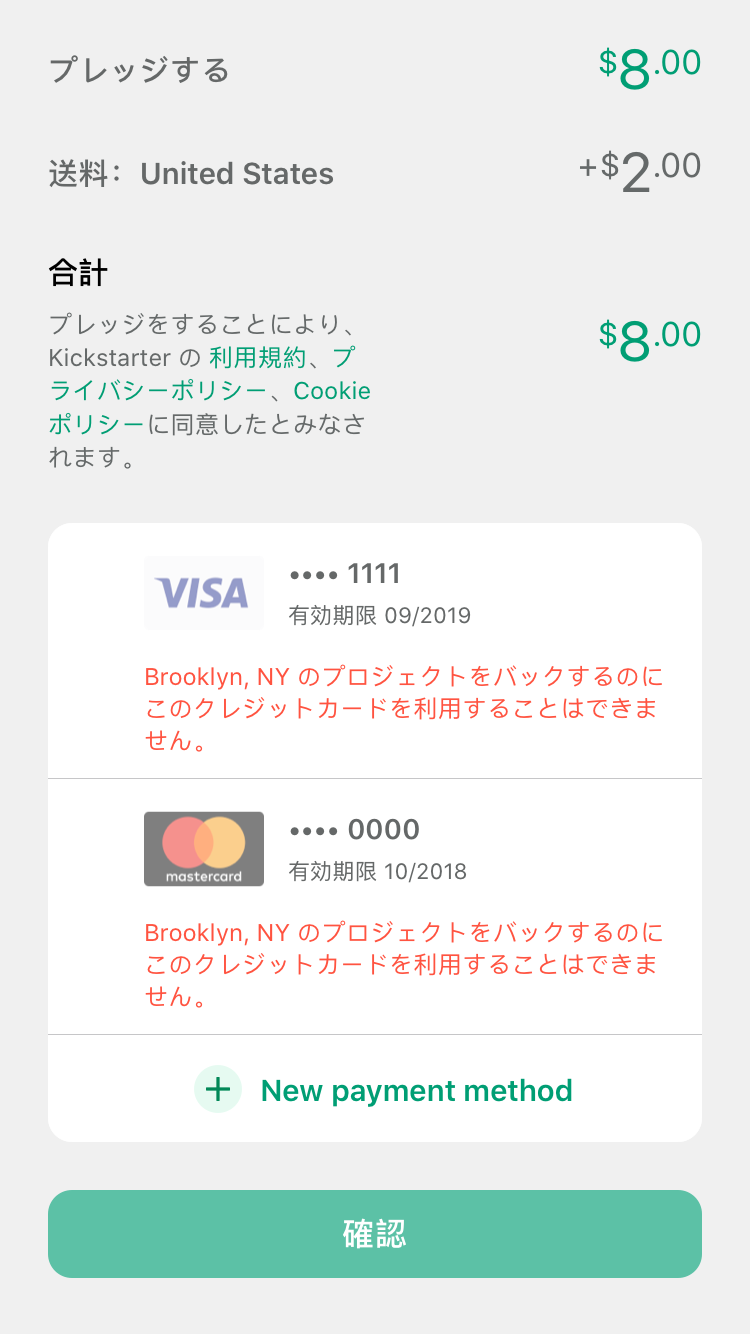 プレッジする $8.00
送料： United States +$2.00
合計
プレッジをすることにより、
Kickstarter の 利用規約、プ
ライバシーポリシー、Cookie
ポリシーに同意したとみなさ
れます。
$8.00
VISA •••• 1111
有効期限 09/2019
Brooklyn, NY のプロジェクトをバックするのに
このクレジットカードを利用することはできま
せん。
mastercard •••• 0000
有効期限 10/2018
Brooklyn, NY のプロジェクトをバックするのに
このクレジットカードを利用することはできま
せん。
+ New payment method
確認